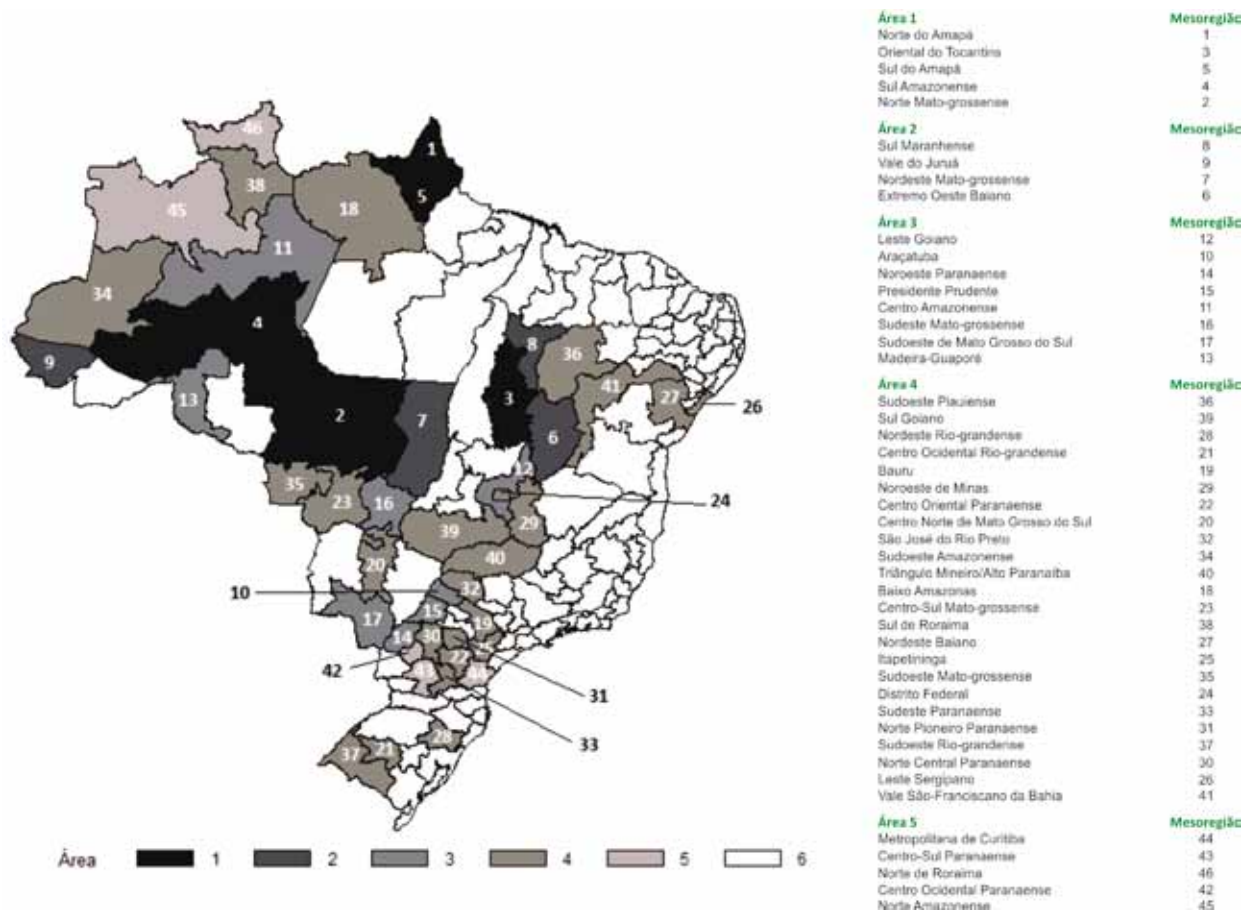 Área 1 Mesoregião
Norte do Amapá 1
Oriental do Tocantins 3
Sul do Amapá 5
Sul Amazonense 4
Norte Mato-grossense 2
Área 2 Mesoregião
Sul Maranhense 8
Vale do Juruá 9
Nordeste Mato-grossense 7
Extremo Oeste Baiano 6
Área 3 Mesoregião
Leste Goiano 12
Araçatuba 10
Noroeste Paranaense 14
Presidente Prudente 15
Centro Amazonense 11
Sudeste Mato-grossense 16
Sudoeste de Mato Grosso do Sul 17
Madeira-Guaporé 13
Área 4 Mesoregião
Sudoeste Piauiense 36
Sul Goiano 39
Nordeste Rio-grandense 28
Centro Ocidental Rio-grandense 21
Bauru 19
Noroeste de Minas 29
Centro Oriental Paranaense 22
Centro Norte de Mato Grosso do Sul 20
São José do Rio Preto 32
Sudoeste Amazonense 34
Triângulo Mineiro/Alto Paranaíba 40
Baixo Amazonas 18
Centro-Sul Mato-grossense 23
Sul de Roraima 38
Nordeste Baiano 27
Itapetininga 25
Sudoeste Mato-grossense 35
Distrito Federal 24
Sudeste Paranaense 33
Norte Pioneiro Paranaense 31
Sudoeste Rio-grandense 37
Norte Central Paranaense 30
Leste Sergipano 26
Vale São-Franciscano da Bahia 41
Área 5 Mesoregião
Metropolitana de Curitiba 44
Centro-Sul Paranaense 43
Norte de Roraima 46
Centro Ocidental Paranaense 42
Norte Amazonense 45
46
1
38
5
45
18
11
34
4
8
36
9
41
27
3
26
13
2
7
6
12
35
23
16
24
29
39
40
20
32
10
15
17
19
14
30
25
22
42
43
44
31
33
28
21
37
Área 1 2 3 4 5 6